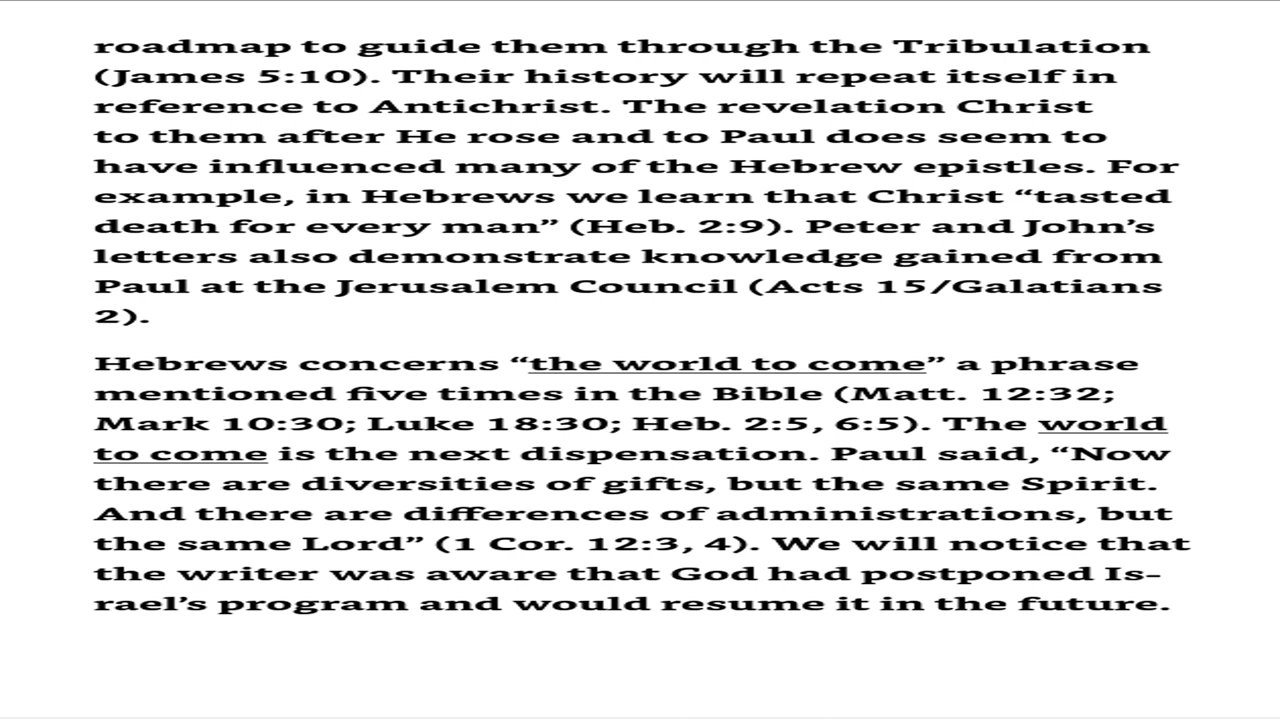 roadmap to guide them through the Tribulation
(James 5:10). Their history will repeat itself in
reference to Antichrist. The revelation Christ
to them after He rose and to Paul does seem to
have influenced many of the Hebrew epistles. For
example, in Hebrews we learn that Christ “tasted
death for every man” (Heb. 2:9). Peter and John’s
letters also demonstrate knowledge gained from
Paul at the Jerusalem Council (Acts 15/Galatians
2).
Hebrews concerns “the world to come” a phrase
mentioned five times in the Bible (Matt. 12:32;
Mark 10:30; Luke 18:30; Heb. 2:5, 6:5). The world
to come is the next dispensation. Paul said, “Now
there are diversities of gifts, but the same Spirit.
And there are differences of administrations, but
the same Lord” (1 Cor. 12:3, 4). We will notice that
the writer was aware that God had postponed Is-
rael’s program and would resume it in the future.